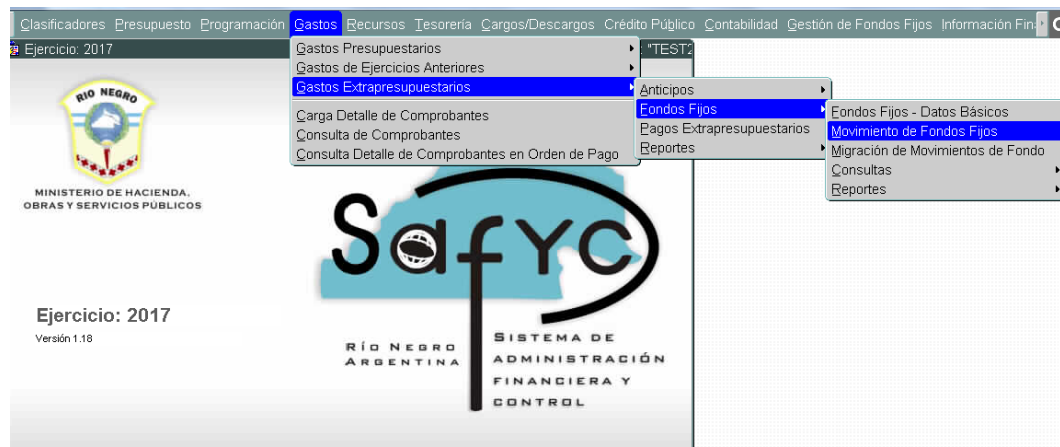 Clasificadores Presupuesto Programación Gastos Recursos Tesorería Cargos/Descargos Crédito Público Contabilidad Gestión de Fondos Fijos Información Fin
Ejercicio: 2017
: "TEST2
Gastos Presupuestarios
Gastos de Ejercicios Anteriores
Gastos Extrapresupuestarios
Carga Detalle de Comprobantes
Consulta de Comprobantes
Consulta Detalle de Comprobantes en Orden de Pago
Anticipos
Fondos Fijos
Pagos Extrapresupuestarios
Reportes
Fondos Fijos - Datos Básicos
Movimiento de Fondos Fijos
Migración de Movimientos de Fondo
Consultas
Reportes
RIO NEGRO
MINISTERIO DE HACIENDA.
OBRAS Y SERVICIOS PÚBLICOS
SafyC
Ejercicio: 2017
Versión 1.18
RÍO NEGRO
ARGENTINA
SISTEMA DE
ADMINISTRACIÓN
FINANCIERA Y
CONTROL